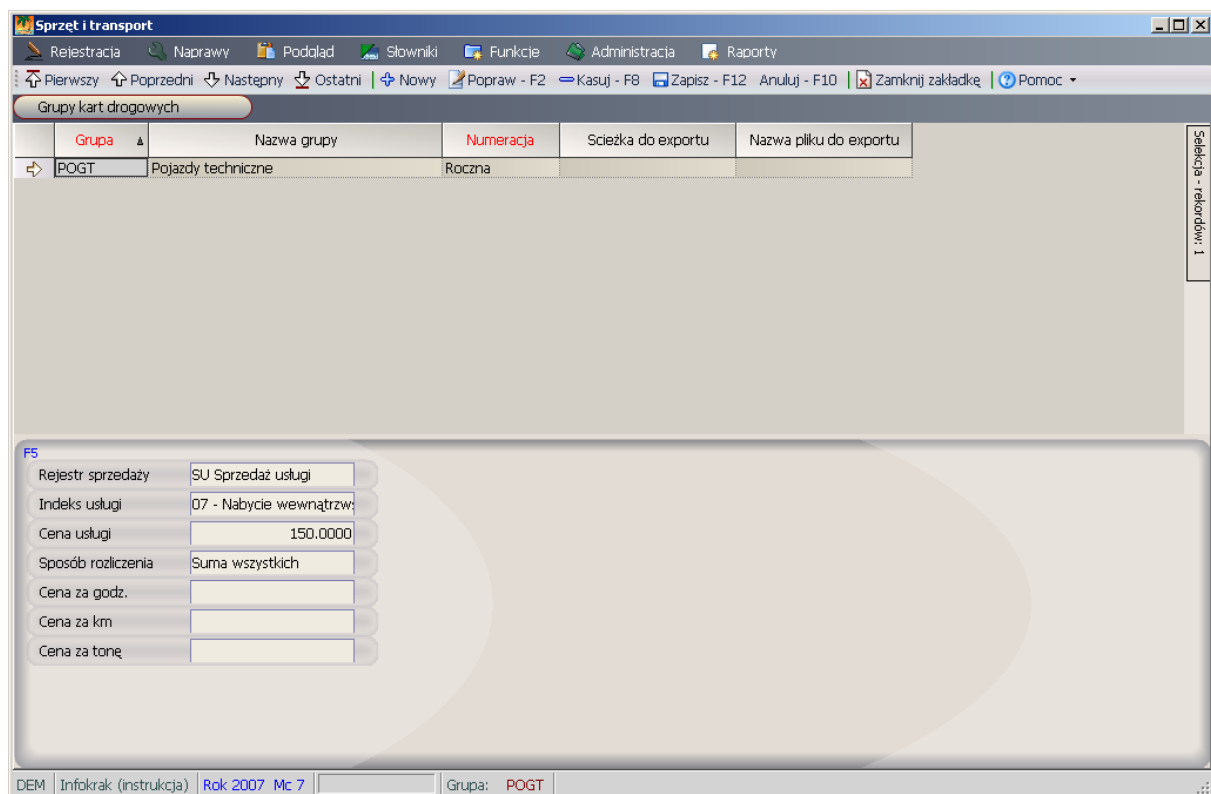 Sprzęt i transport
Rejestracja Naprawy Podgląd Słowniki Funkcje Administracja Raporty
Pierwszy Poprzedni Następny Ostatni Nowy Popraw - F2 Kasuj - F8 Zapisz - F12 Anuluj - F10 Zamknij zakładkę Pomoc
Grupy kart drogowych
Grupa Nazwa grupy Numeracja Scieżka do exportu Nazwa pliku do exportu
POGT Pojazdy techniczne Roczna
Selekcja - rekordów: 1
F5
Rejestr sprzedaży SU Sprzedaż usługi
Indeks usługi 07 - Nabycie wewnątrzw
Cena usługi 150.0000
Sposób rozliczenia Suma wszystkich
Cena za godz.
Cena za km
Cena za tonę
DEM Infokrak (instrukcja) Rok 2007 Mc 7 Grupa: POGT